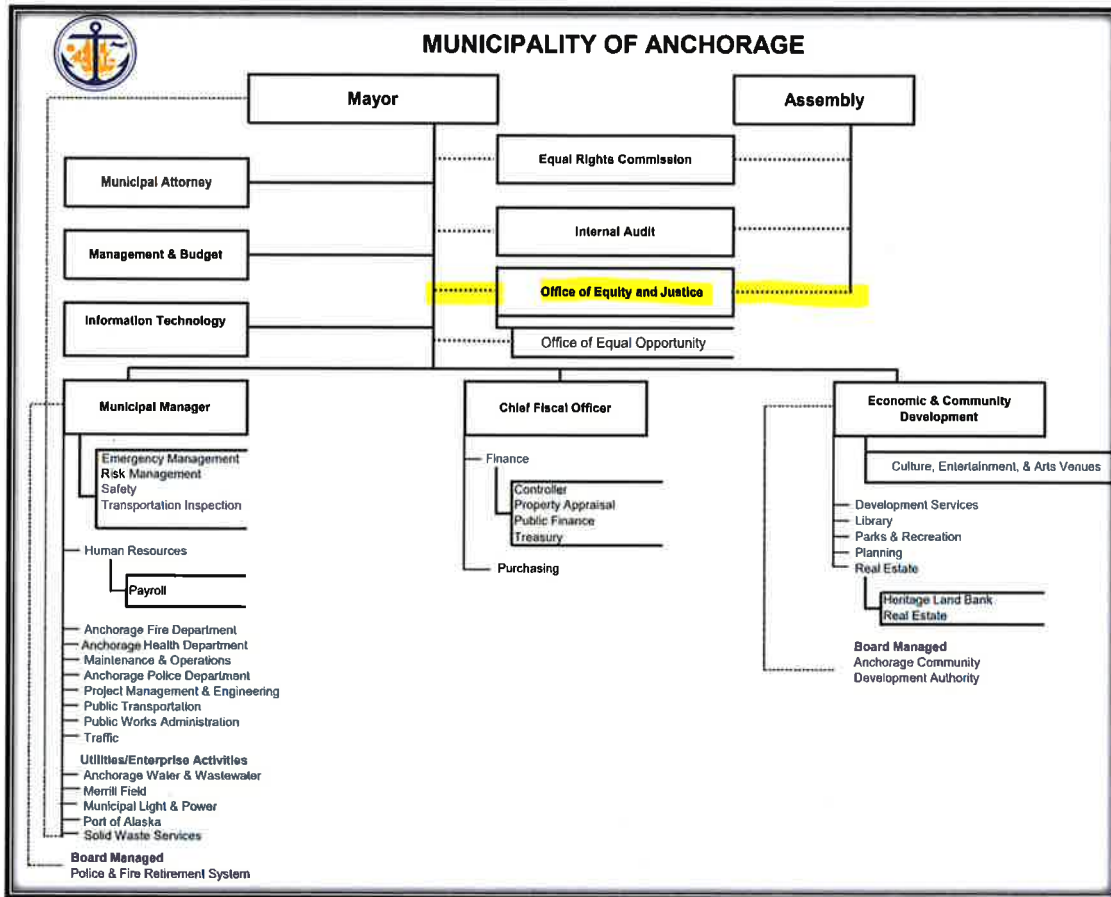 MUNICIPALITY OF ANCHORAGE
Mayor
Assembly
Equal Rights Commission
Municipal Attorney
Internal Audit
Management & Budget
Office of Equity and Justice
Information Technology
Office of Equal Opportunity
Municipal Manager
Emergency Management
Risk Management
Safety
Transportation Inspection
Human Resources
Payroll
Anchorage Fire Department
Anchorage Health Department
Maintenance & Operations
Anchorage Police Department
Project Management & Engineering
Public Transportation
Public Works Administration
Traffic
Utilities/Enterprise Activities
Anchorage Water & Wastewater
Merrill Field
Municipal Light & Power
Port of Alaska
Solid Waste Services
Board Managed
Police & Fire Retirement System
Chief Fiscal Officer
Finance
Controller
Property Appraisal
Public Finance
Treasury
Purchasing
Economic & Community
Development
Culture, Entertainment, & Arts Venues
Development Services
Library
Parks & Recreation
Planning
Real Estate
Heritage Land Bank
Real Estate
Board Managed
Anchorage Community
Development Authority